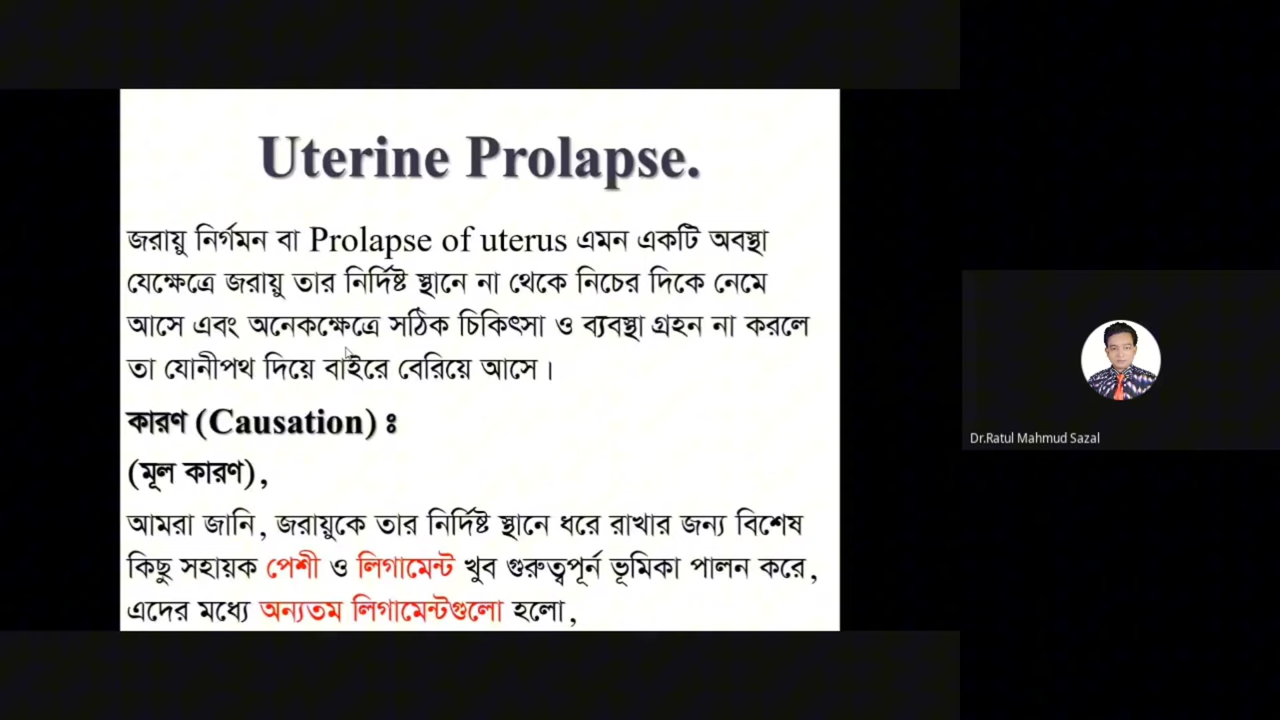 Uterine Prolapse.
জরায়ু নির্গমন বা Prolapse of uterus এমন একটি অবস্থা
যেক্ষেত্রে জরায়ু তার নির্দিষ্ট স্থানে না থেকে নিচের দিকে নেমে
আসে এবং অনেকক্ষেত্রে সঠিক চিকিৎসা ও ব্যবস্থা গ্রহন না করলে
তা যোনীপথ দিয়ে বাইরে বেরিয়ে আসে।
কারণ (Causation) ঃ
(মূল কারণ),
আমরা জানি, জরায়ুকে তার নির্দিষ্ট স্থানে ধরে রাখার জন্য বিশেষ
কিছু সহায়ক পেশী ও লিগামেন্ট খুব গুরুত্বপূর্ন ভূমিকা পালন করে,
এদের মধ্যে অন্যতম লিগামেন্টগুলো হলো,
Dr.Ratul Mahmud Sazal